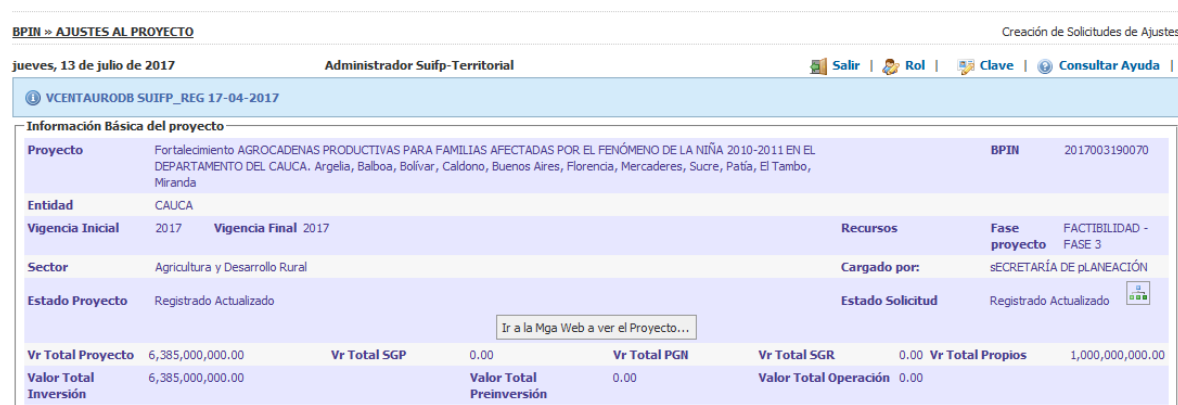 BPIN » AJUSTES AL PROYECTO Creación de Solicitudes de Ajustes
jueves, 13 de julio de 2017 Administrador Suifp-Territorial Salir | Rol | Clave | Consultar Ayuda |
VCENTAURODB SUIFP_REG 17-04-2017
Información Básica del proyecto
Proyecto Fortalecimiento AGROCADENAS PRODUCTIVAS PARA FAMILIAS AFECTADAS POR EL FENÓMENO DE LA NIÑA 2010-2011 EN EL BPIN 2017003190070
DEPARTAMENTO DEL CAUCA. Argelia, Balboa, Bolívar, Caldono, Buenos Aires, Florencia, Mercaderes, Sucre, Patía, El Tambo,
Miranda
Entidad CAUCA
Vigencia Inicial 2017 Vigencia Final 2017 Recursos Fase FACTIBILIDAD -
proyecto FASE 3
Sector Agricultura y Desarrollo Rural Cargado por: sECRETARÍA DE pLANEACIÓN
Estado Proyecto Registrado Actualizado Estado Solicitud Registrado Actualizado
Ir a la Mga Web a ver el Proyecto...
Vr Total Proyecto 6,385,000,000.00 Vr Total SGP 0.00 Vr Total PGN Vr Total SGR 0.00 Vr Total Propios 1,000,000,000.00
Valor Total 6,385,000,000.00 Valor Total 0.00 Valor Total Operación 0.00
Inversión Preinversión